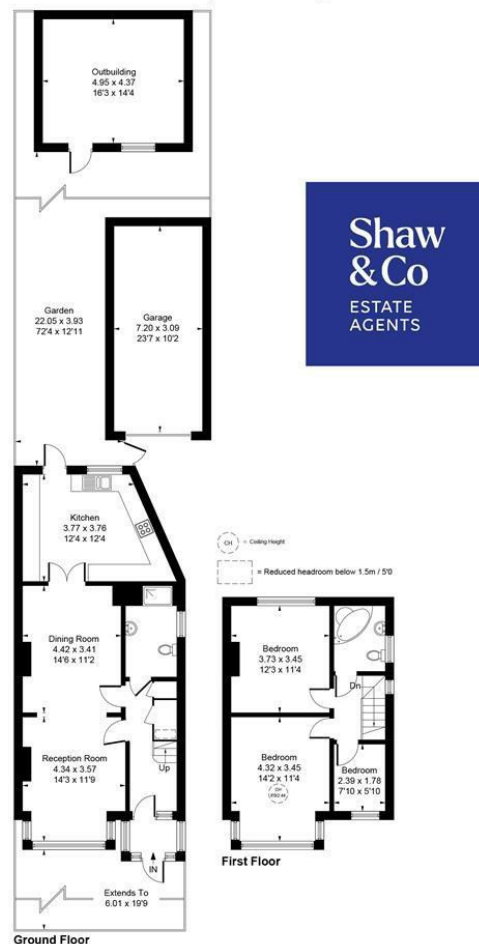 Outbuilding
4.95 x 4.37
16'3 x 14'4
Shaw
& Co
ESTATE
AGENTS
Garden
22.05 x 3.93
72'4 x 12'11
Garage
7.20 x 3.09
23'7 x 10'2
Kitchen
3.77 x 3.76
12'4 x 12'4
CH = Ceiling Height
= Reduced headroom below 1.5m / 5'0
Dining Room
4.42 x 3.41
14'6 x 11'2
Reception Room
4.34 x 3.57
14'3 x 11'9
Up
IN
Extends To
6.01 x 19'9
Ground Floor
Bedroom
3.73 x 3.45
12'3 x 11'4
Dn
Bedroom
4.32 x 3.45
14'2 x 11'4
CH
Bedroom
2.39 x 1.78
7'10 x 5'10
First Floor